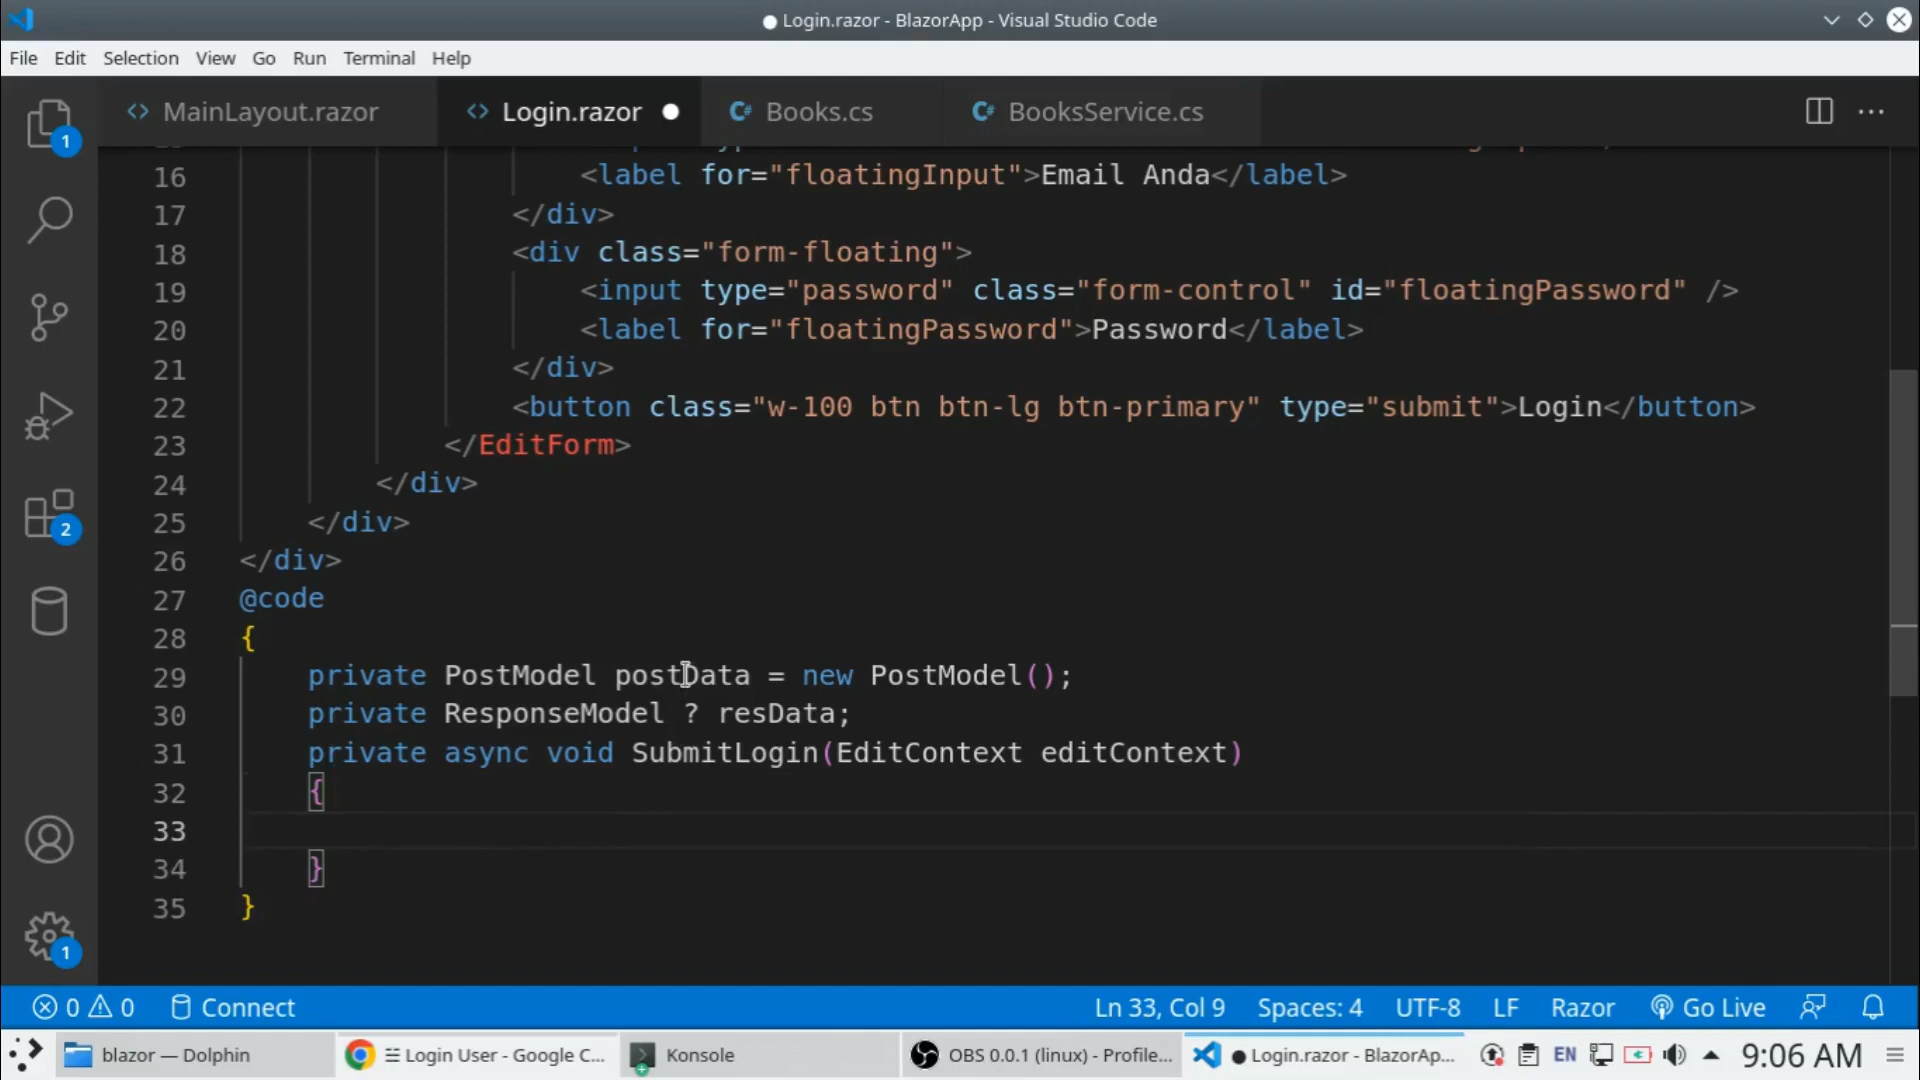 Login.razor - BlazorApp - Visual Studio Code
File Edit Selection View Go Run Terminal Help
MainLayout.razor Login.razor Books.cs BooksService.cs
1
16 <label for="floatingInput">Email Anda</label>
17 </div>
18 <div class="form-floating">
19 <input type="password" class="form-control" id="floatingPassword" />
20 <label for="floatingPassword">Password</label>
21 </div>
22 <button class="w-100 btn btn-lg btn-primary" type="submit">Login</button>
23 </EditForm>
24 </div>
25 </div>
2
26 </div>
27 @code
28 {
29 private PostModel postData = new PostModel();
30 private ResponseModel ? resData;
31 private async void SubmitLogin(EditContext editContext)
32 {
33
34 }
35 }
1
0 0 Connect Ln 33, Col 9 Spaces: 4 UTF-8 LF Razor Go Live
blazor — Dolphin Login User - Google C... Konsole OBS 0.0.1 (linux) - Profile... Login.razor - BlazorAp... EN 9:06 AM